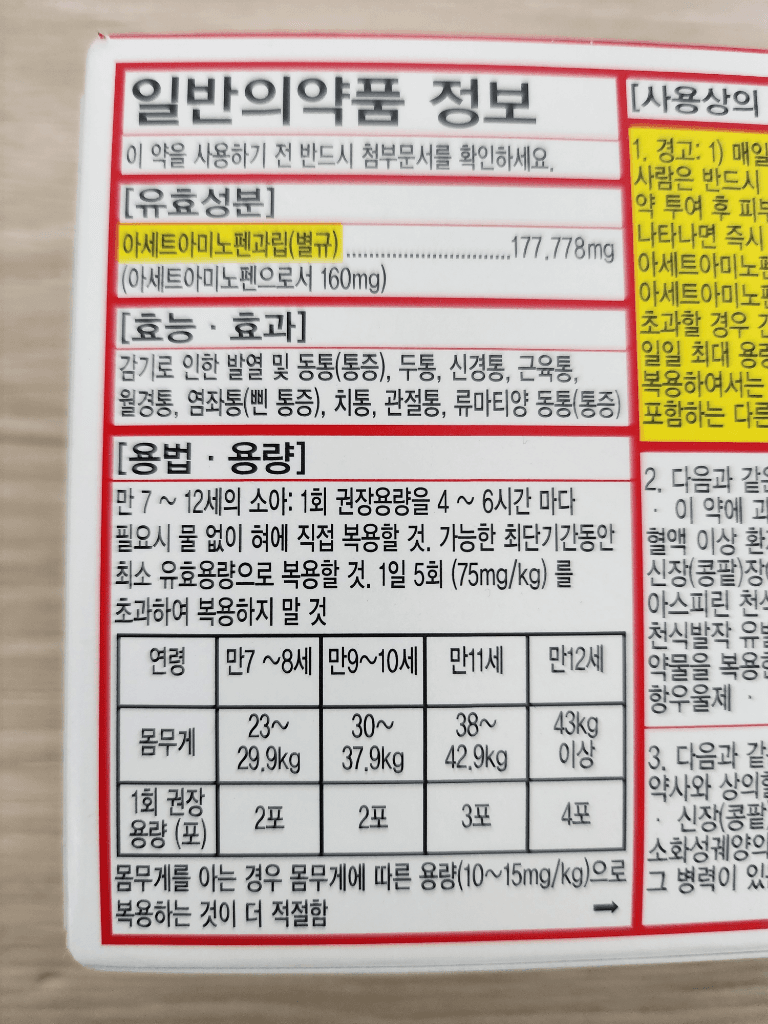 일반의약품 정보
이 약을 사용하기 전 반드시 첨부문서를 확인하세요.
[유효성분]
아세트아미노펜과립(별규) ..............................177.778mg
(아세트아미노펜으로서 160mg)
[효능 · 효과]
감기로 인한 발열 및 동통(통증), 두통, 신경통, 근육통,
월경통, 염좌통(삔 통증), 치통, 관절통, 류마티양 동통(통증)
[용법 · 용량]
만 7 ~ 12세의 소아: 1회 권장용량을 4 ~ 6시간 마다
필요시 물 없이 혀에 직접 복용할 것. 가능한 최단기간동안
최소 유효용량으로 복용할 것. 1일 5회 (75mg/kg) 를
초과하여 복용하지 말 것
연령 만7 ~8세 만9~10세 만11세 만12세
몸무게 23~29.9kg 30~37.9kg 38~42.9kg 43kg 이상
1회 권장 용량 (포) 2포 2포 3포 4포
몸무게를 아는 경우 몸무게에 따른 용량(10~15mg/kg)으로
복용하는 것이 더 적절함 →
[사용상의
1. 경고: 1) 매일
사람은 반드시
약 투여 후 피부
나타나면 즉시
아세트아미노펜
아세트아미노펜
초과할 경우 간
일일 최대 용량
복용하여서는
포함하는 다른
2. 다음과 같은
· 이 약에 과
혈액 이상 환자
신장(콩팥)장애
아스피린 천식
천식발작 유발
약물을 복용한
항우울제 ·
3. 다음과 같은
약사와 상의할
· 신장(콩팥)
소화성궤양의
그 병력이 있는